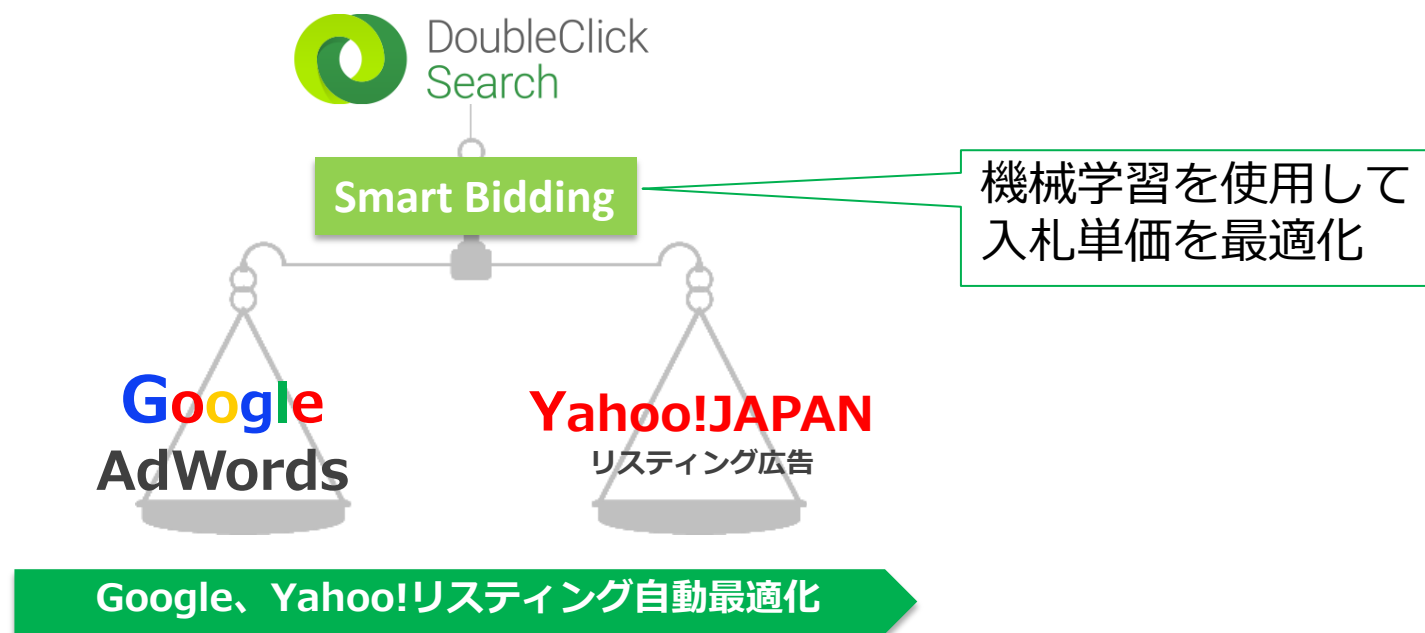 DoubleClick
Search
Smart Bidding
機械学習を使用して
入札単価を最適化
Google
AdWords
Yahoo!JAPAN
リスティング広告
Google、Yahoo!リスティング自動最適化